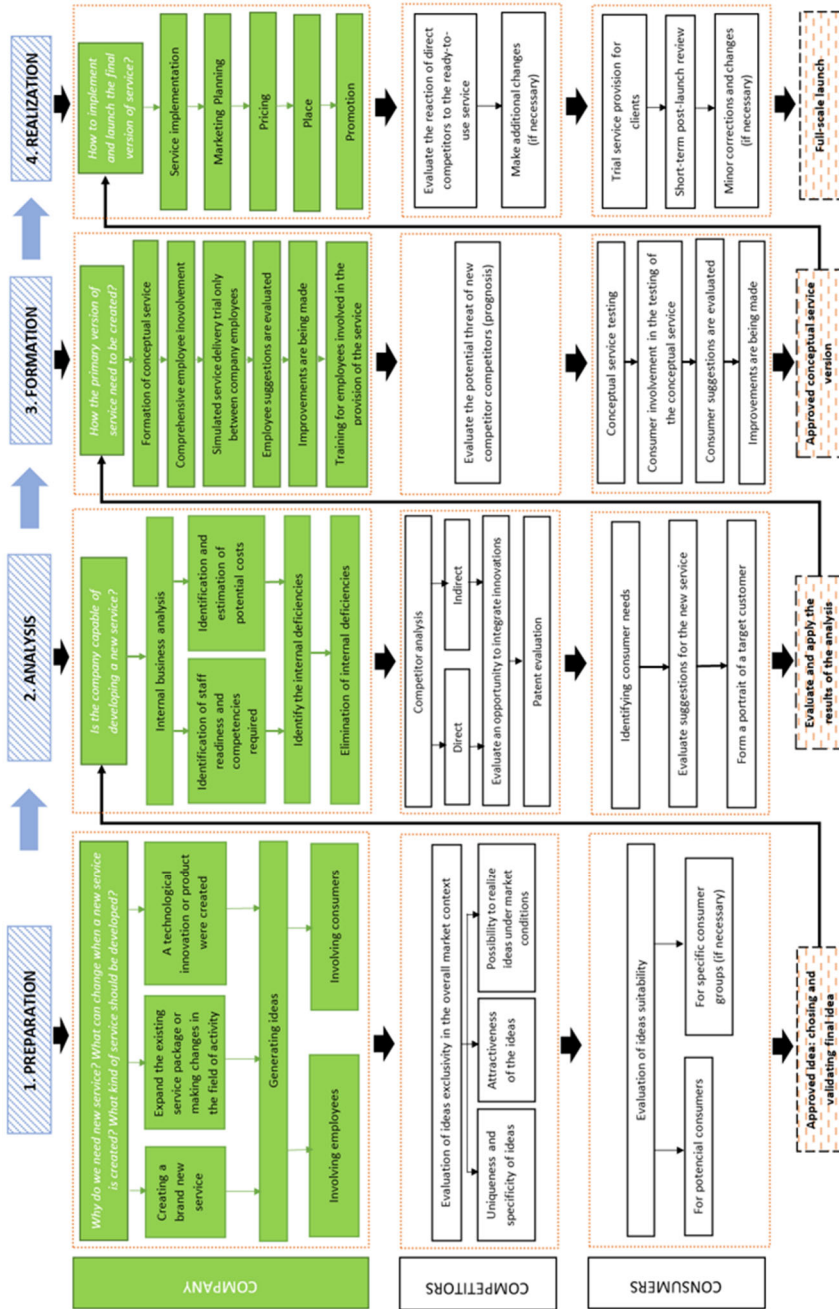 1. PREPARATION
2. ANALYSIS
3. FORMATION
4. REALIZATION
COMPANY
Why do we need new service? What can change when a new service
is created? What kind of service should be developed?
Creating a
brand new
service
Expand the existing
service package or
making changes in
the field of activity
A technological
innovation or product
were created
Generating ideas
Involving employees
Involving consumers
Is the company capable of
developing a new service?
Internal business analysis
Identification of staff
readiness and
competencies
required
Identification and
estimation of
potential costs
Identify the internal deficiencies
Elimination of internal deficiencies
How the primary version of
service need to be created?
Formation of conceptual service
Comprehensive employee inovolvement
Simulated service delivery trial only
between company employees
Employee suggestions are evaluated
Improvements are being made
Training for employees involved in the
provision of the service
How to implement
and launch the final
version of service?
Service implementation
Marketing Planning
Pricing
Place
Promotion
COMPETITORS
Evaluation of ideas exclusivity in the overall market context
Uniqueness and
specificity of ideas
Attractiveness
of the ideas
Possibility to realize
ideas under market
conditions
Competitor analysis
Direct
Indirect
Evaluate an opportunity to integrate innovations
Patent evaluation
Evaluate the potential threat of new
competitor competitors (prognosis)
Evaluate the reaction of direct
competitors to the ready-to-
use service
Make additional changes
(if necessary)
CONSUMERS
Evaluation of ideas suitability
For potencial consumers
For specific consumer
groups (if necessary)
Identifying consumer needs
Evaluate suggestions for the new service
Form a portrait of a target customer
Conceptual service testing
Consumer involvement in the testing of
the conceptual service
Consumer suggestions are evaluated
Improvements are being made
Trial service provision for
clients
Short-term post-launch review
Minor corrections and changes
(if necessary)
Approved idea: chosing and
validating final idea
Evaluate and apply the
results of the analysis
Approved conceptual service
version
Full-scale launch